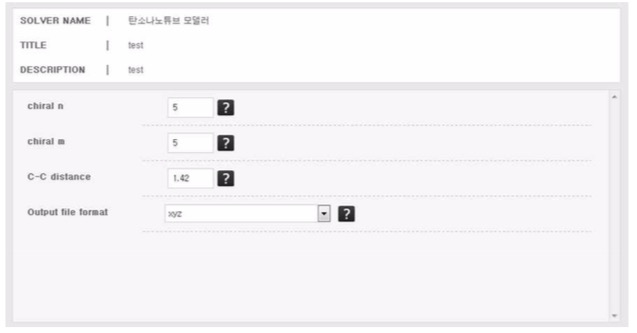 SOLVER NAME | 탄소나노튜브 모델러
TITLE | test
DESCRIPTION | test
chiral n 5 ?
chiral m 5 ?
C-C distance 1.42 ?
Output file format xyz ?